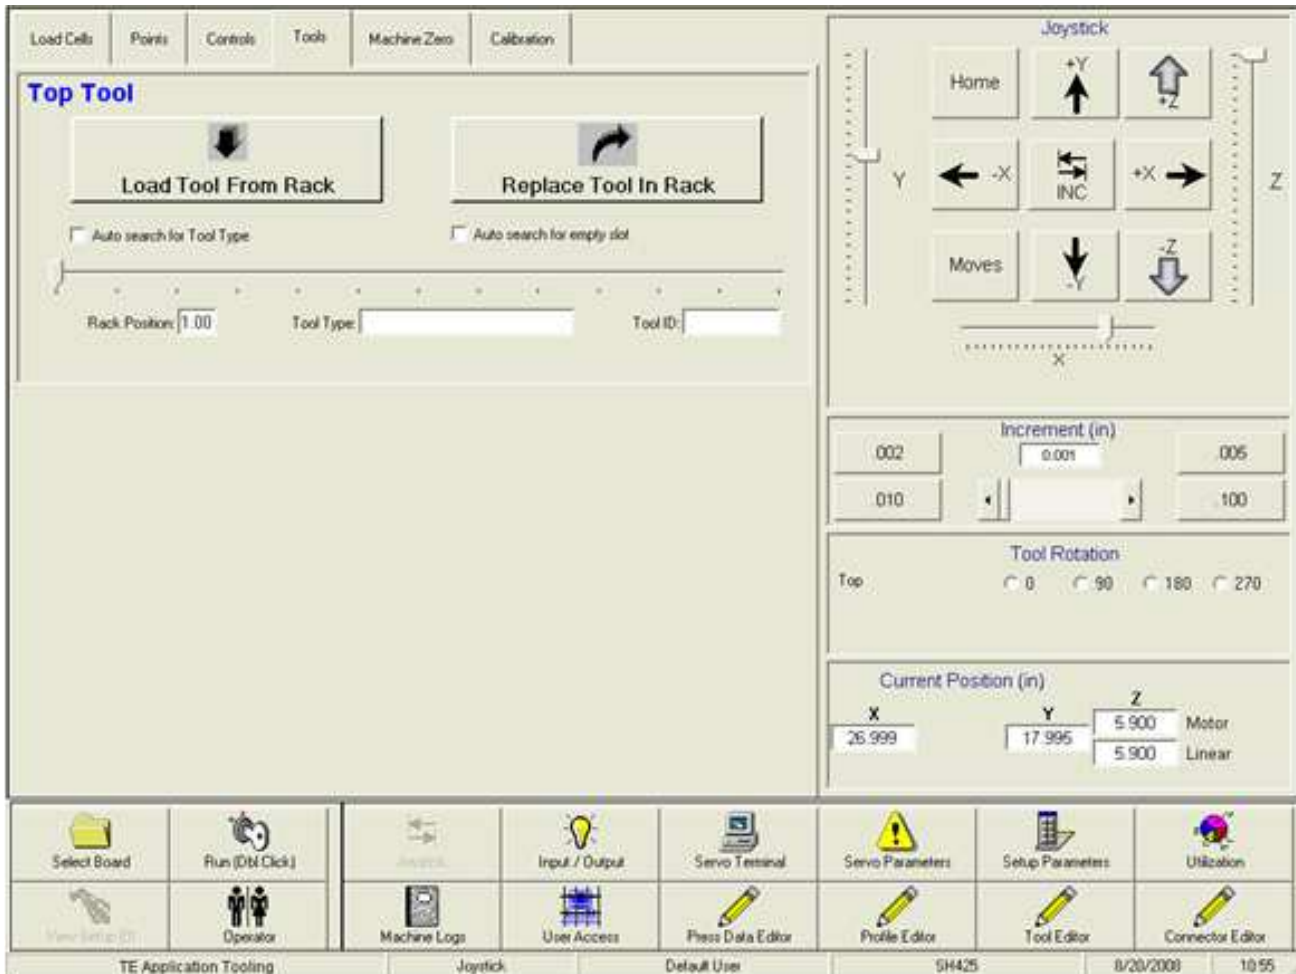 Load Cells
Points
Controls
Tools
Machine Zero
Calibration
Top Tool
Load Tool From Rack
Replace Tool In Rack
Auto search for Tool Type
Auto search for empty slot
Rack Position: 1.00
Tool Type:
Tool ID:
Joystick
Home
+Y
+Z
Y
-X
INC
+X
Z
Moves
-Y
-Z
X
Increment (in)
.002
0.001
.005
.010
.100
Tool Rotation
Top
0
90
180
270
Current Position (in)
X
Y
Z
26.999
17.995
5.900 Motor
5.900 Linear
Select Board
Run (Dbl.Click)
Joystick
Input / Output
Servo Terminal
Servo Parameters
Setup Parameters
Utilization
Operator
Machine Logs
User Access
Press Data Editor
Profile Editor
Tool Editor
Connector Editor
TE Application Tooling
Joystick
Default User
SH425
8/20/2008
10:55